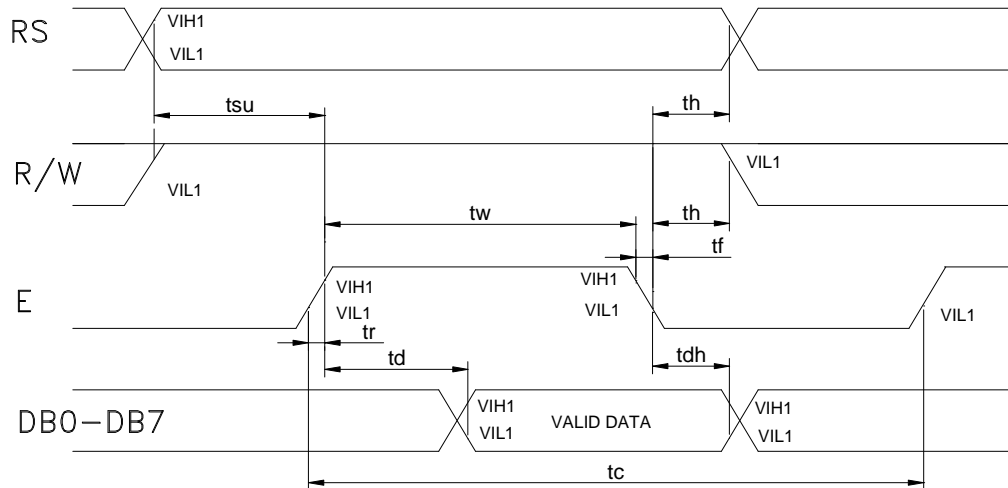 RS
VIH1
VIL1
tsu
th
R/W
VIL1
VIL1
tw
th
tf
E
VIH1
VIL1
VIH1
VIL1
VIL1
tr
td
tdh
DB0-DB7
VIH1
VIL1
VALID DATA
VIH1
VIL1
tc